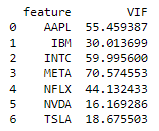 feature VIF
0 AAPL 55.459387
1 IBM 30.013699
2 INTC 59.995600
3 META 70.574553
4 NFLX 44.132433
5 NVDA 16.169286
6 TSLA 18.675503